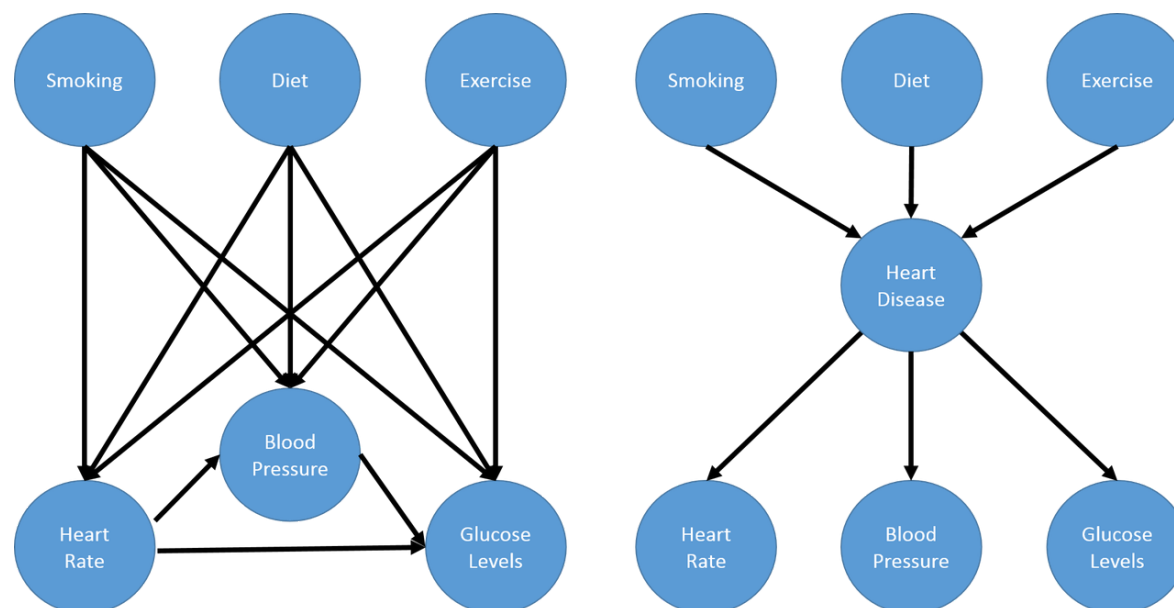 Smoking
Diet
Exercise
Blood
Pressure
Heart
Rate
Glucose
Levels
Smoking
Diet
Exercise
Heart
Disease
Heart
Rate
Blood
Pressure
Glucose
Levels